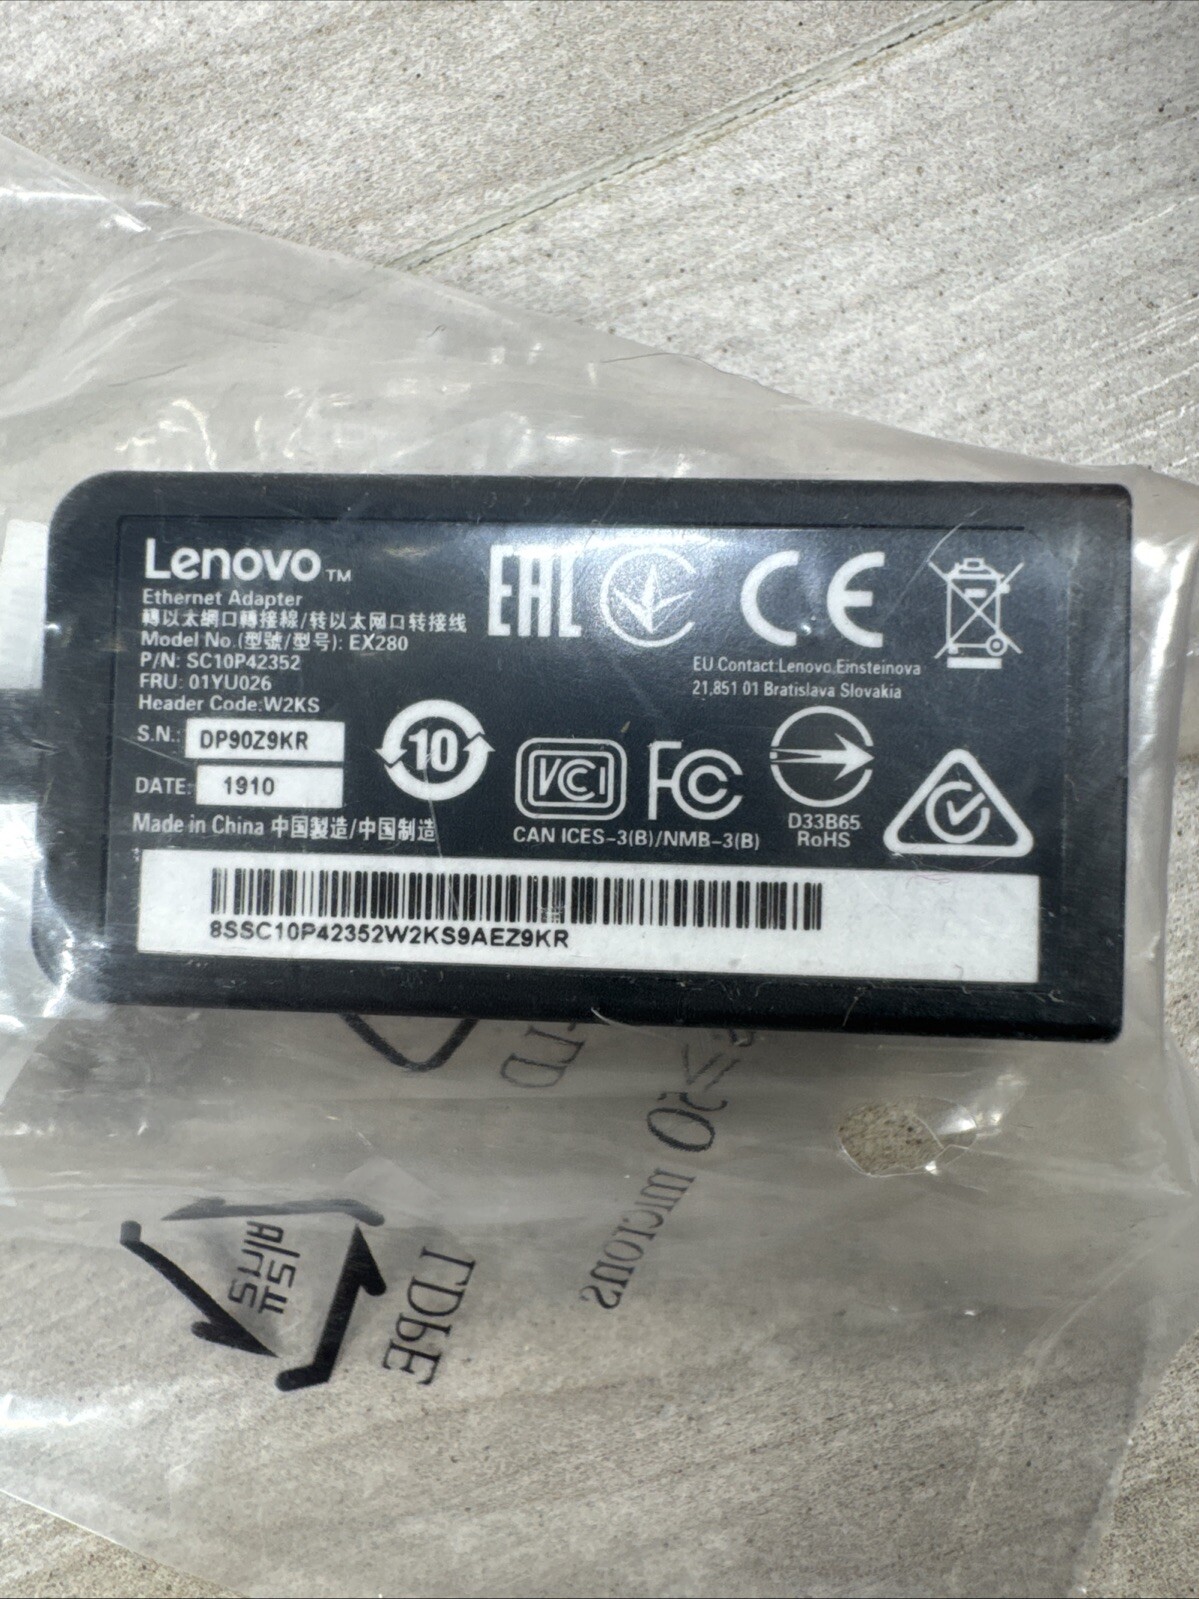 Lenovo™
Ethernet Adapter
轉以太網口轉接線/转以太网口转接线
Model No.(型號/型号): EX280
P/N: SC10P42352
FRU: 01YU026
Header Code:W2KS
S.N.: DP90Z9KR
DATE: 1910
Made in China 中国製造/中国制造
EAC
CE
EU Contact:Lenovo.Einsteinova
21,851 01 Bratislava Slovakia
10
VCI
FC
CAN ICES-3(B)/NMB-3(B)
D33B65
RoHS
8SSC10P42352W2KS9AEZ9KR
50 microns
LDPE